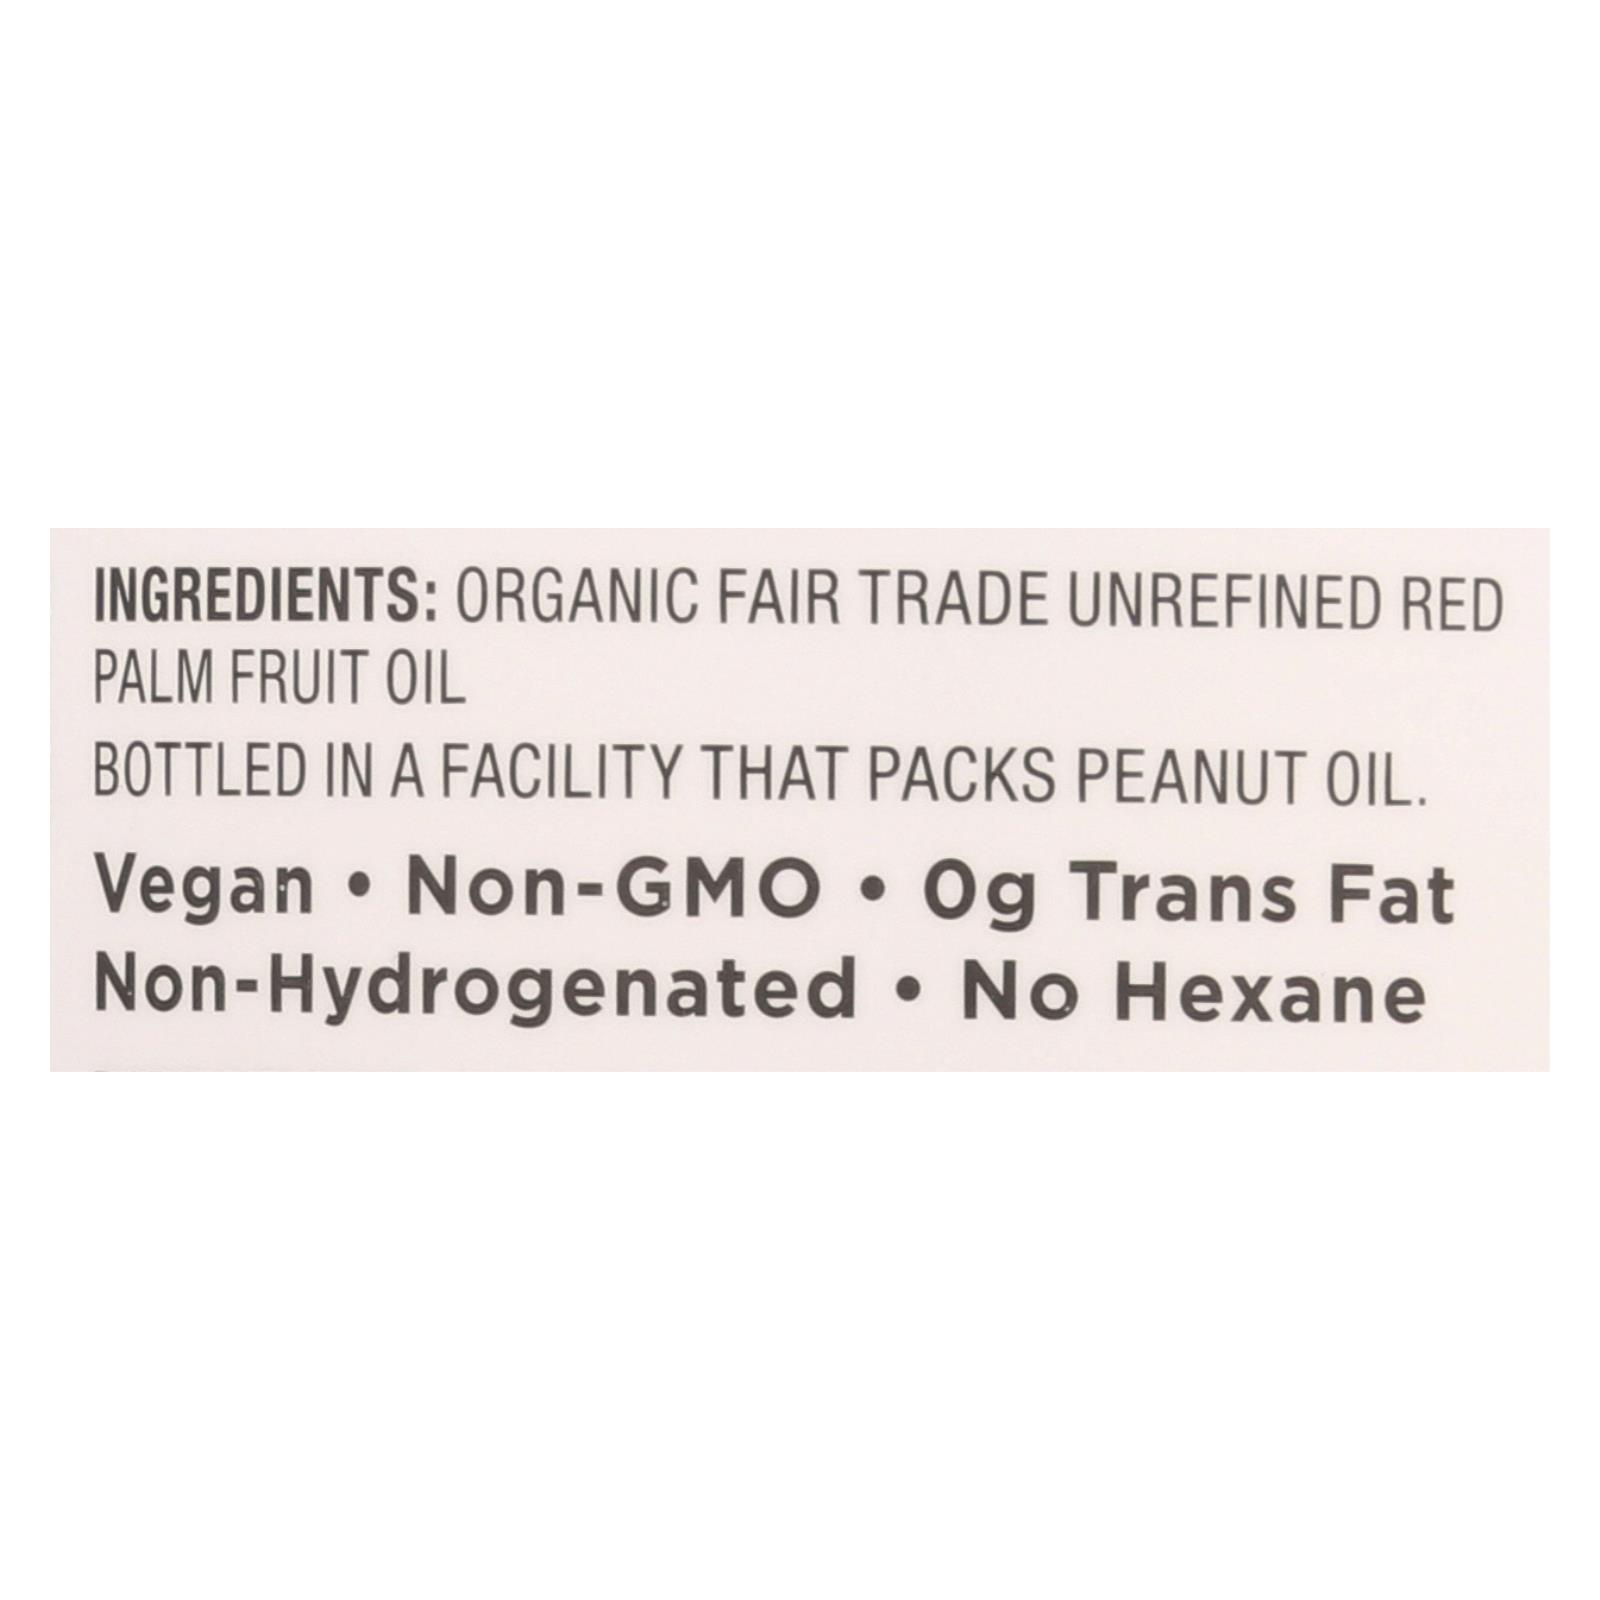 INGREDIENTS: ORGANIC FAIR TRADE UNREFINED RED
PALM FRUIT OIL
BOTTLED IN A FACILITY THAT PACKS PEANUT OIL.
Vegan • Non-GMO • 0g Trans Fat
Non-Hydrogenated • No Hexane